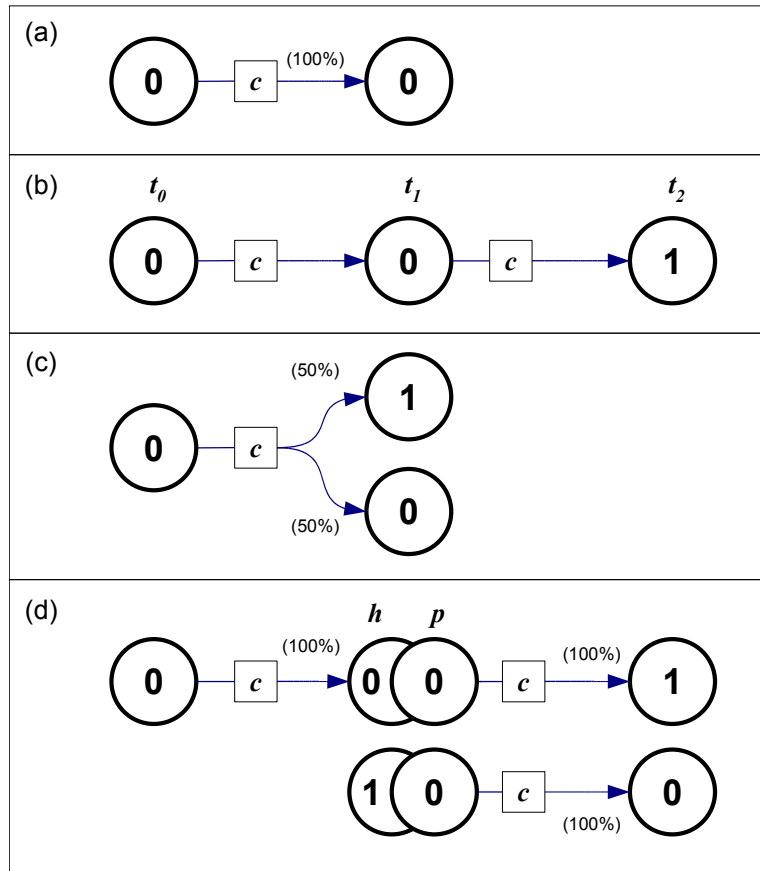 (a)
(100%)
0 c 0
(b)
t0 t1 t2
0 c 0 c 1
(c)
(50%)
1
0 c
0
(50%)
(d)
h p
(100%) (100%)
0 c 0 0 c 1
1 0 c 0
(100%)